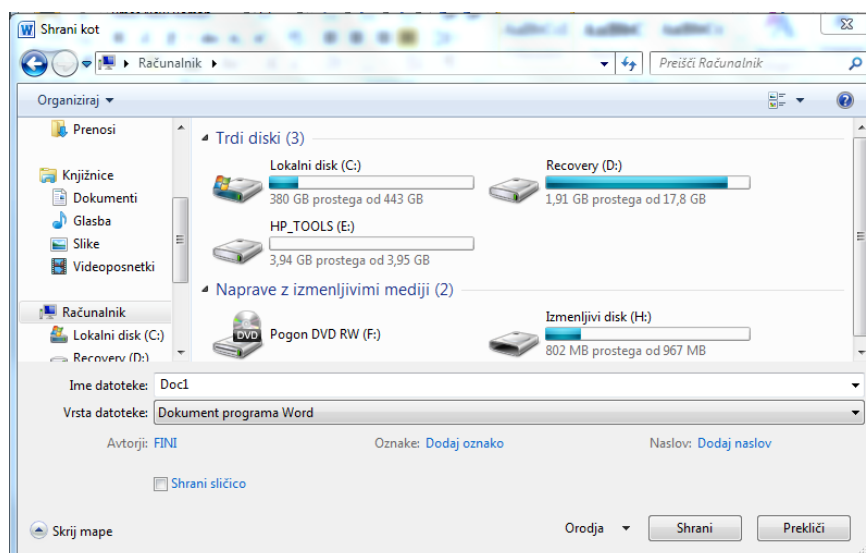 Shrani kot
Računalnik
Preišči Računalnik
Organiziraj
Prenosi
Knjižnice
Dokumenti
Glasba
Slike
Videoposnetki
Računalnik
Lokalni disk (C:)
Recovery (D:)
Trdi diski (3)
Lokalni disk (C:)
380 GB prostega od 443 GB
Recovery (D:)
1,91 GB prostega od 17,8 GB
HP_TOOLS (E:)
3,94 GB prostega od 3,95 GB
Naprave z izmenljivimi mediji (2)
DVD
Pogon DVD RW (F:)
Izmenljivi disk (H:)
802 MB prostega od 967 MB
Ime datoteke: Doc1
Vrsta datoteke: Dokument programa Word
Avtorji: FINI Oznake: Dodaj oznako Naslov: Dodaj naslov
Shrani sličico
Skrij mape Orodja Shrani Prekliči